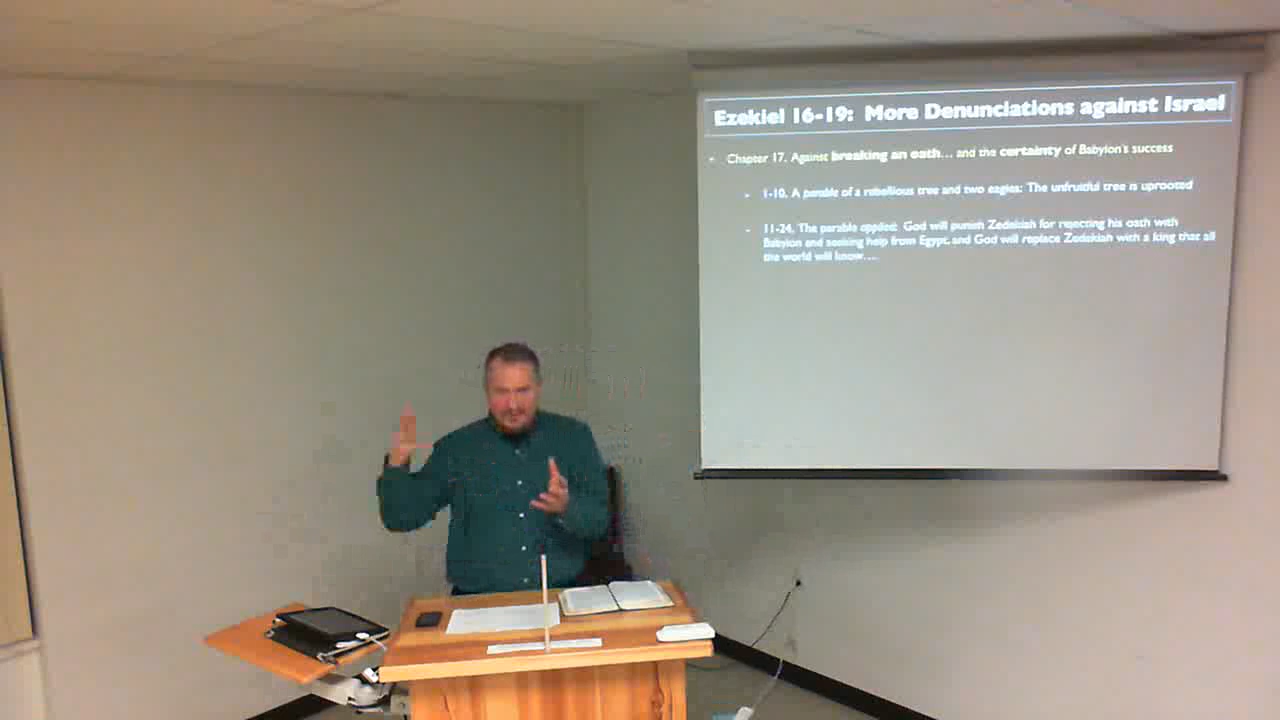 Ezekiel 16-19: More Denunciations against Israel
Chapter 17. Against breaking an oath... and the certainty of Babylon's success
1-10. A parable of a rebellious tree and two eagles: The unfruitful tree is uprooted
11-24. The parable applied: God will punish Zedekiah for rejecting his oath with
Babylon and seeking help from Egypt, and God will replace Zedekiah with a king that all
the world will know....